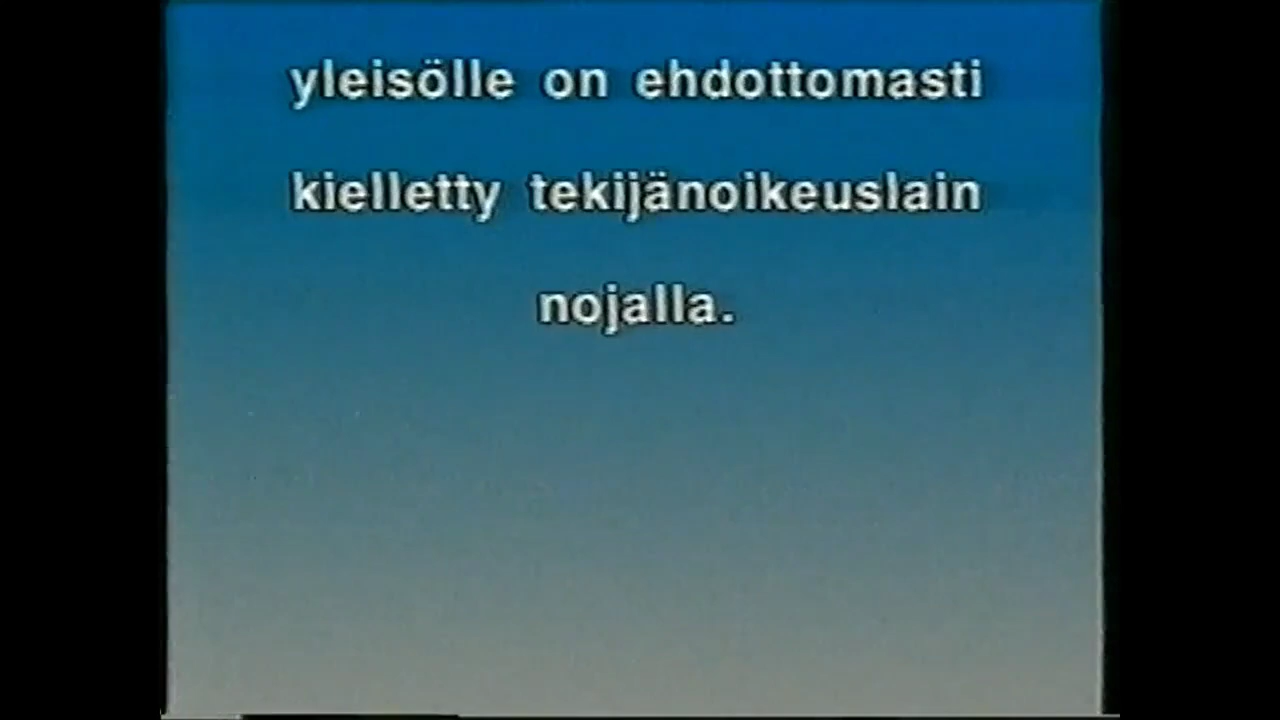 yleisölle on ehdottomasti
kielletty tekijänoikeuslain
nojalla.